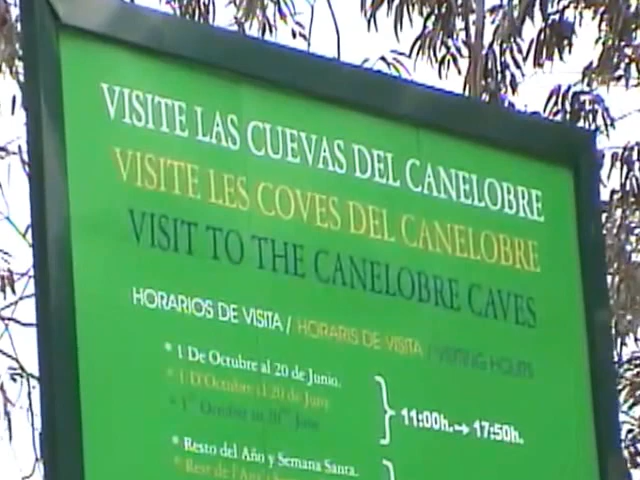 VISITE LAS CUEVAS DEL CANELOBRE
VISITE LES COVES DEL CANELOBRE
VISIT TO THE CANELOBRE CAVES
HORARIOS DE VISITA / HORARIS DE VISITA / VISITING HOURS
* 1 De Octubre al 20 de Junio.
* 1 D'Octubre al 20 de Juny
* 1st October to 20th June
11:00h.→ 17:50h.
* Resto del Año y Semana Santa.
* Rest de l'Any